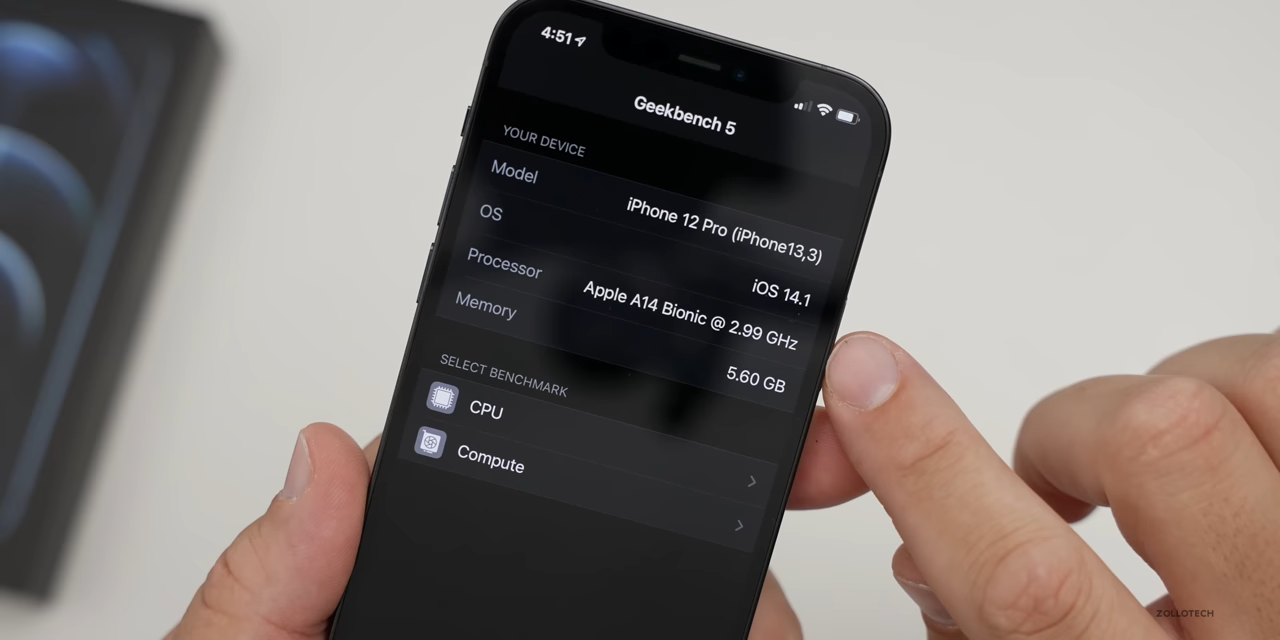 4:51
Geekbench 5
YOUR DEVICE
Model iPhone 12 Pro (iPhone13,3)
OS iOS 14.1
Processor Apple A14 Bionic @ 2.99 GHz
Memory 5.60 GB
SELECT BENCHMARK
CPU
Compute
ZOLLOTECH